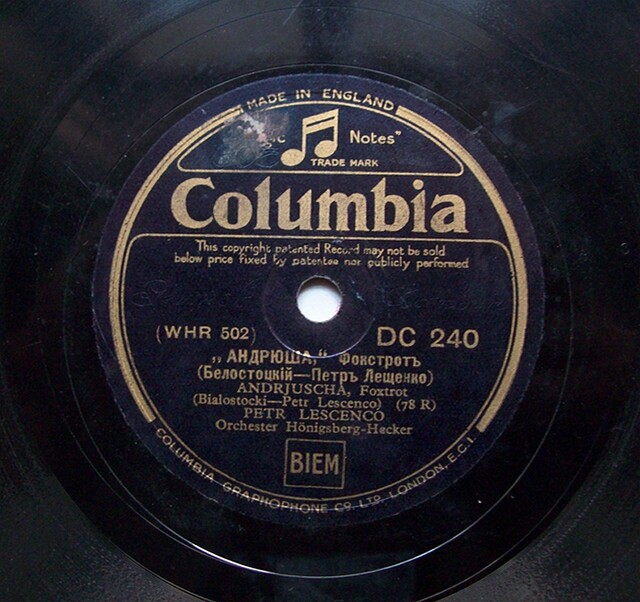 MADE IN ENGLAND
Notes"
TRADE MARK
Columbia
This copyright patented Record may not be sold
below price fixed by patentee nor publicly performed
(WHR 502) DC 240
„АНДРЮША,“ Фокстротъ
(Белостоцкій—Петръ Лещенко)
ANDRJUSCHA, Foxtrot
(Bialostocki—Petr Lescenco) (78 R)
PETR LESCENCO
Orchester Hönigsberg-Hecker
BIEM
COLUMBIA GRAPHOPHONE CO. LTD. LONDON, E.C.1.